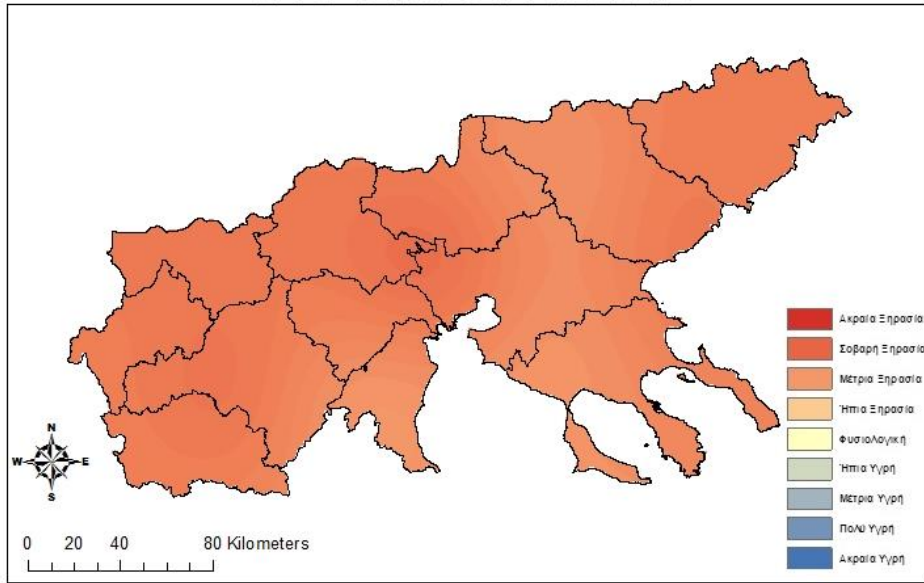 Ακραία Ξηρασία
Σοβαρή Ξηρασία
Μέτρια Ξηρασία
Ήπια Ξηρασία
Φυσιολογική
Ήπια Υγρή
Μέτρια Υγρή
Πολύ Υγρή
Ακραία Υγρή
N
W E
S
0 20 40 80 Kilometers